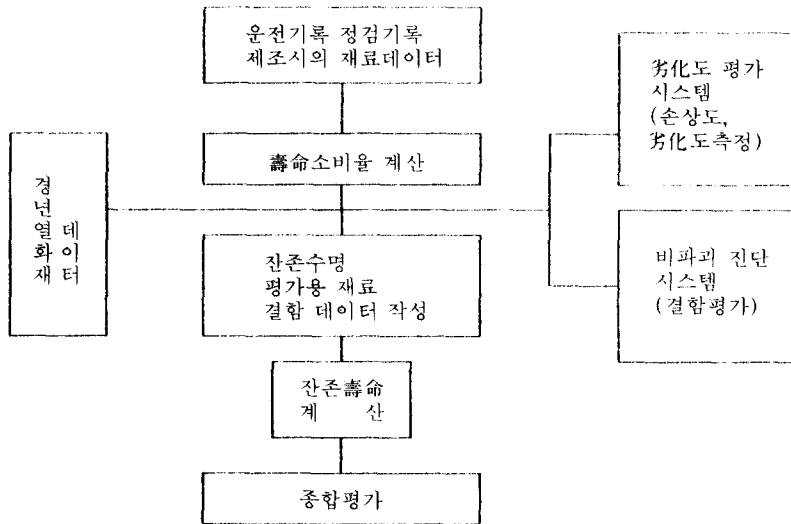 운전기록 정검기록
제조시의 재료데이터
壽命소비율 계산
경년열화재
데이터
잔존수명
평가용 재료
결함 데이터 작성
잔존壽命
계 산
종합평가
劣化도 평가
시스템
(손상도,
劣化도측정)
비파괴 진단
시스템
(결함평가)